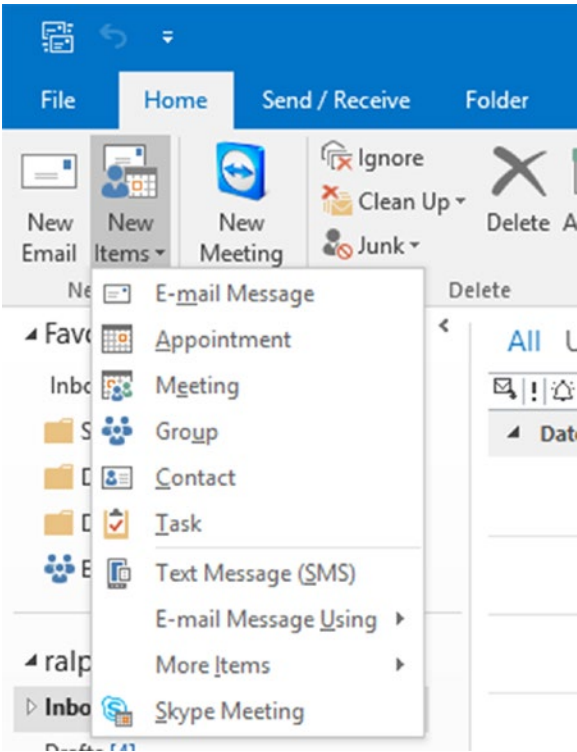 File Home Send / Receive Folder
New Email
New Items
New Meeting
Ignore
Clean Up
Junk
Delete
Delete
E-mail Message
Appointment
Meeting
Group
Contact
Task
Text Message (SMS)
E-mail Message Using
More Items
Skype Meeting
All
[4]